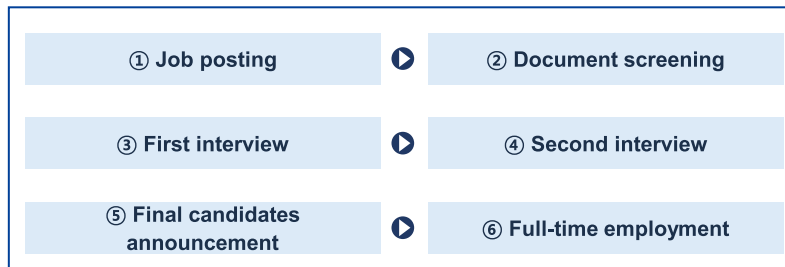 ① Job posting
② Document screening
③ First interview
④ Second interview
⑤ Final candidates
announcement
⑥ Full-time employment